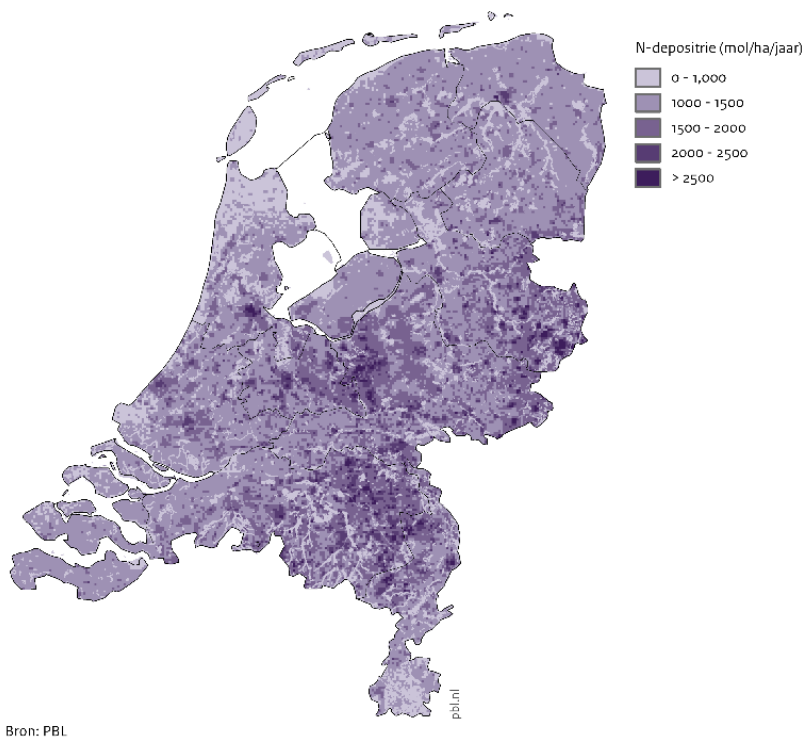 N-depositrie (mol/ha/jaar)
0 - 1,000
1000 - 1500
1500 - 2000
2000 - 2500
> 2500
pbl.nl
Bron: PBL